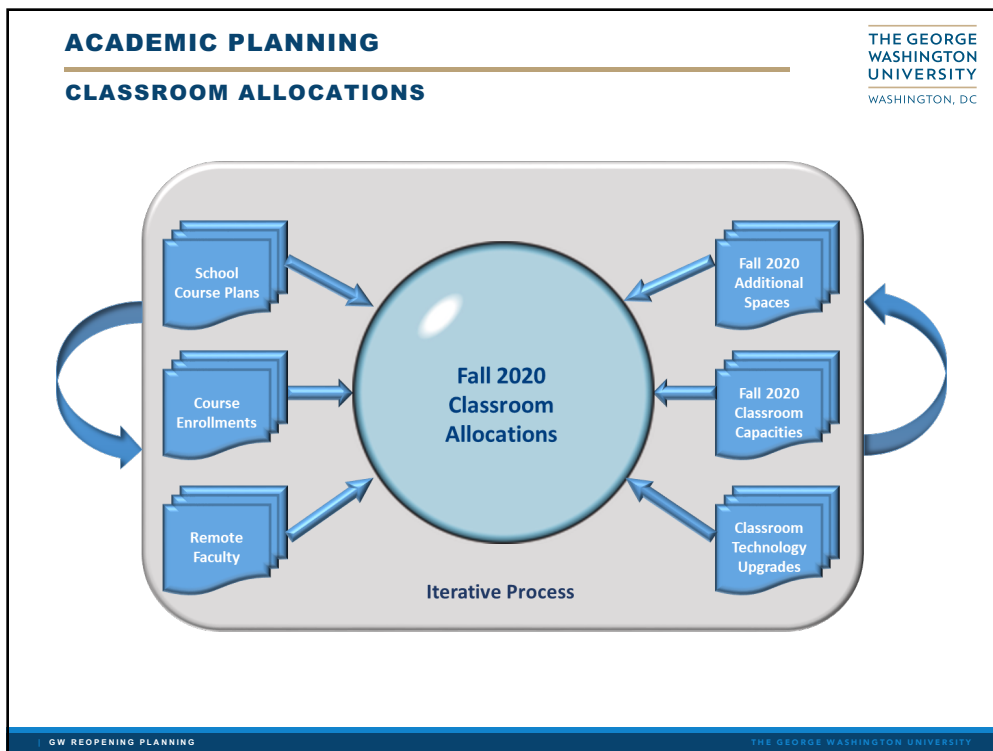 ACADEMIC PLANNING
CLASSROOM ALLOCATIONS
THE GEORGE
WASHINGTON
UNIVERSITY
WASHINGTON, DC
School
Course Plans
Course
Enrollments
Remote
Faculty
Fall 2020
Classroom
Allocations
Fall 2020
Additional
Spaces
Fall 2020
Classroom
Capacities
Classroom
Technology
Upgrades
Iterative Process
| GW REOPENING PLANNING
THE GEORGE WASHINGTON UNIVERSITY